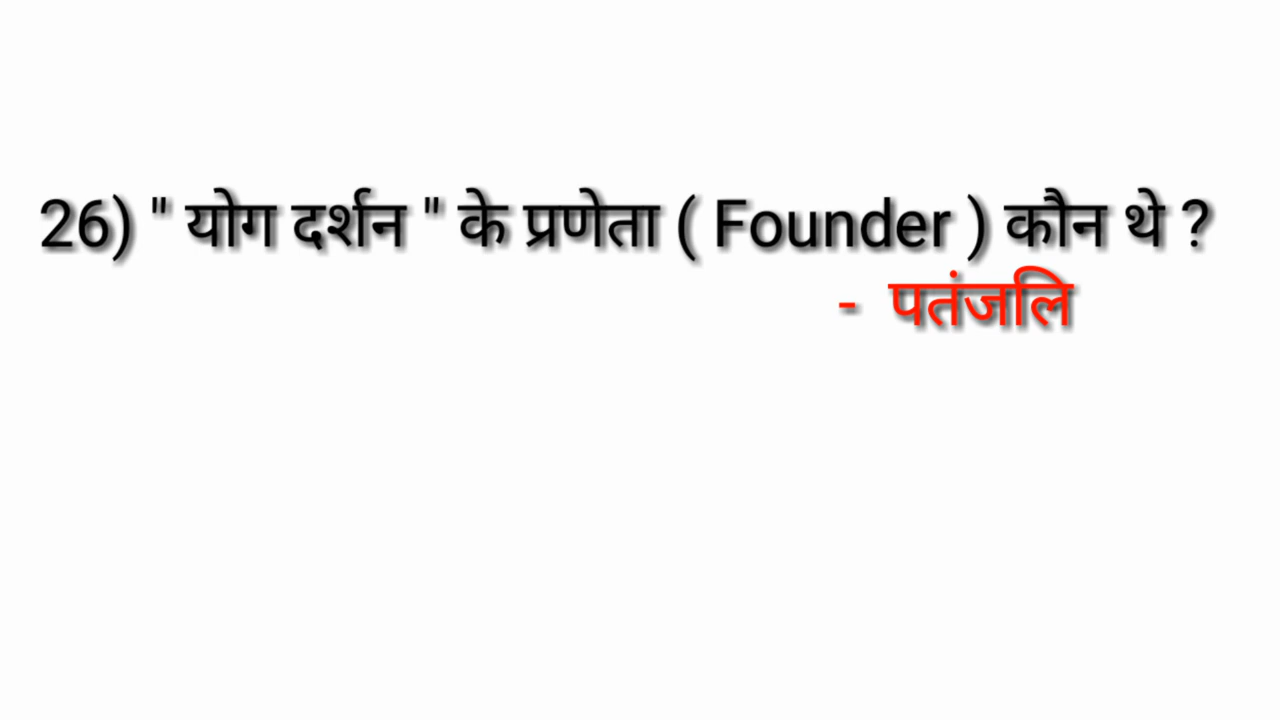 26) " योग दर्शन " के प्रणेता ( Founder ) कौन थे ?
- पतंजलि